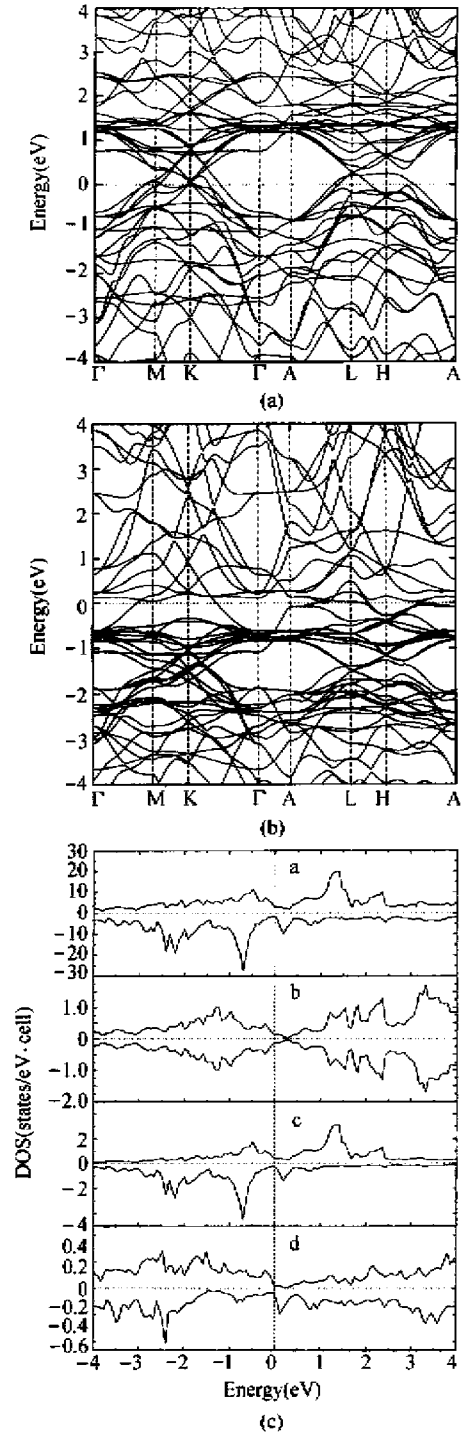 4
3
2
1
0
−1
−2
−3
−4
Energy(eV)
Γ M K Γ A L H A
(a)
4
3
2
1
0
−1
−2
−3
−4
Energy(eV)
Γ M K Γ A L H A
(b)
30
20
10
0
−10
−20
−30
a
1.0
0
−1.0
−2.0
b
2
0
−2
−4
c
0.4
0.2
0
−0.2
−0.4
−0.6
d
DOS(states/eV·cell)
−4 −3 −2 −1 0 1 2 3 4
Energy(eV)
(c)